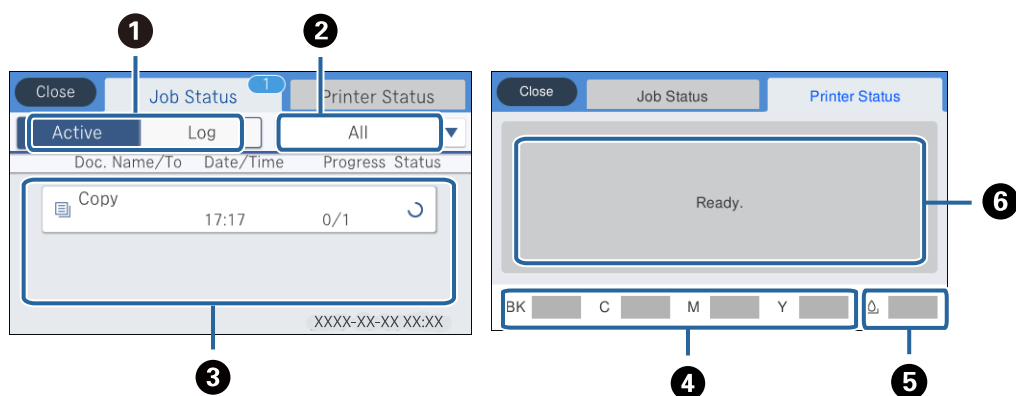 1
2
Close
Job Status
1
Printer Status
Active
Log
All
Doc. Name/To Date/Time Progress Status
Copy
17:17 0/1
XXXX-XX-XX XX:XX
3
Close
Job Status
Printer Status
Ready.
6
BK
C
M
Y
4
5